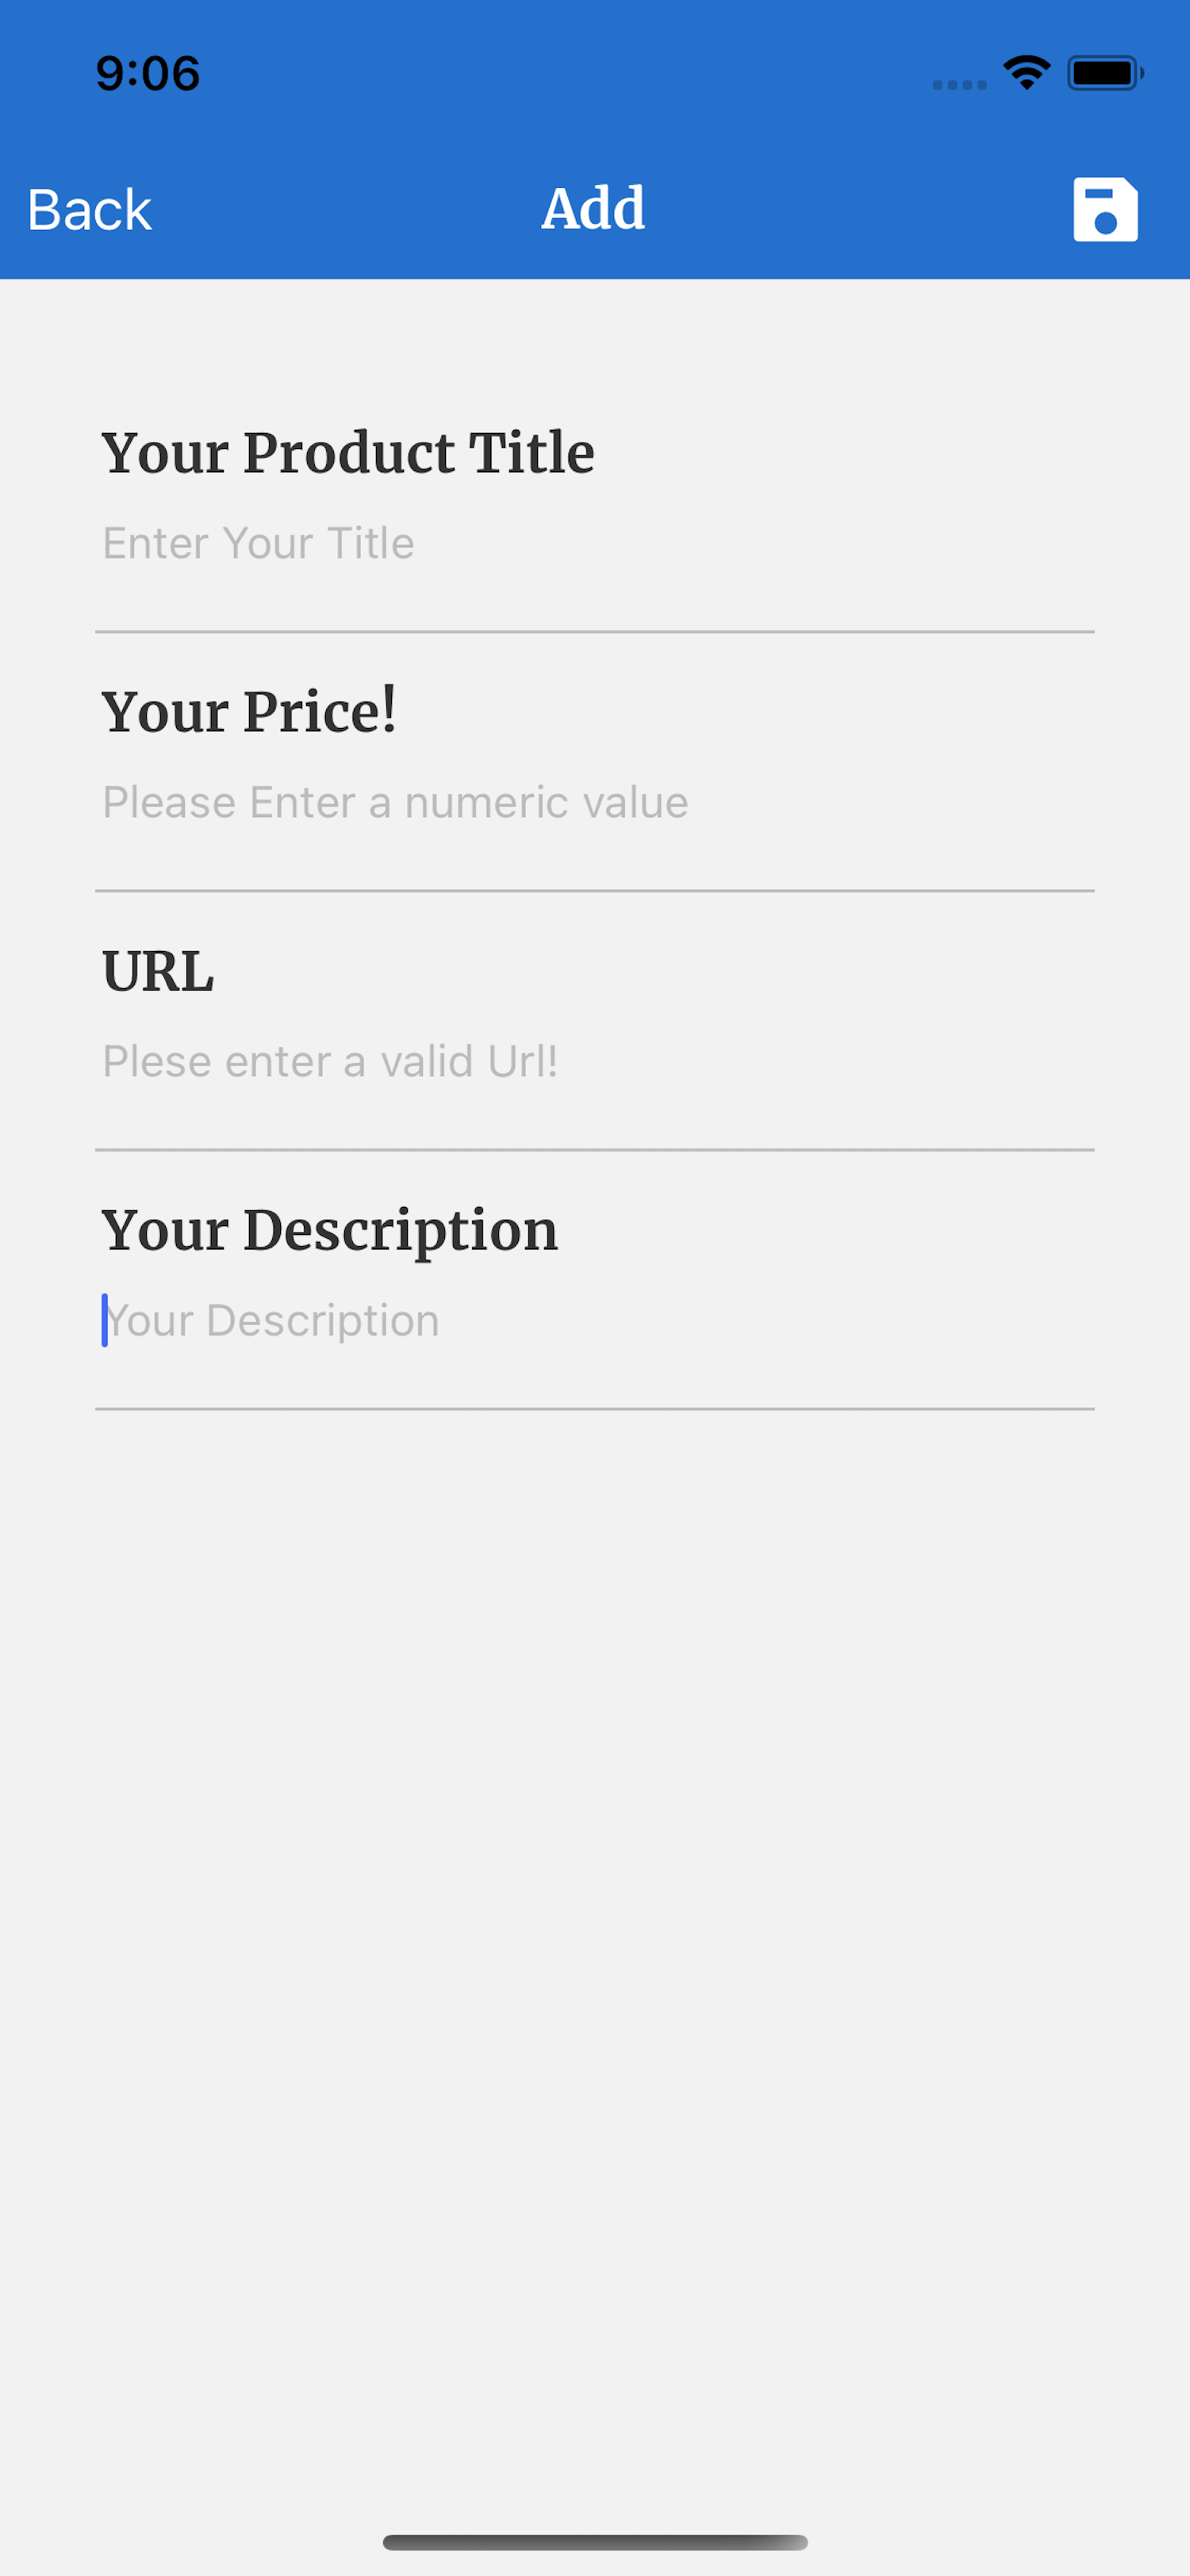 9:06
Back Add
Your Product Title
Enter Your Title
Your Price!
Please Enter a numeric value
URL
Plese enter a valid Url!
Your Description
Your Description